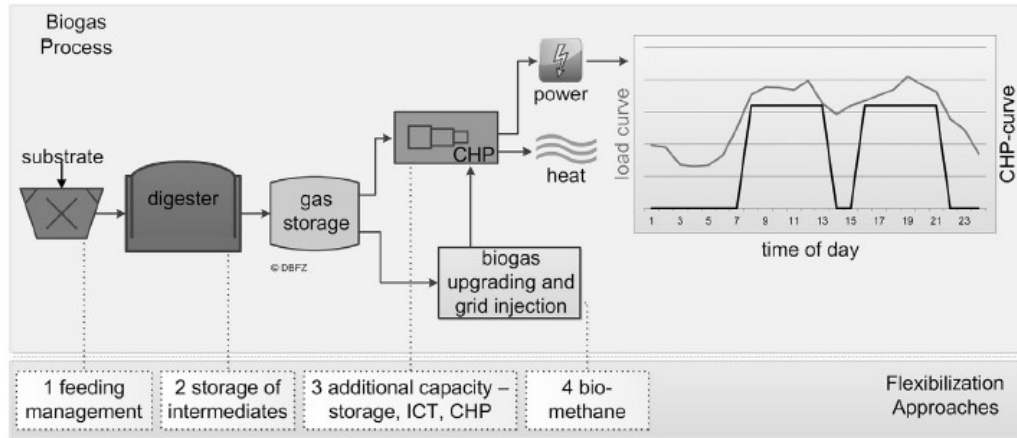 Biogas
Process
substrate
digester
gas
storage
© DBFZ
CHP
power
heat
biogas
upgrading and
grid injection
load curve
CHP-curve
1 3 5 7 9 11 13 15 17 19 21 23
time of day
1 feeding
management
2 storage of
intermediates
3 additional capacity –
storage, ICT, CHP
4 bio-
methane
Flexibilization
Approaches